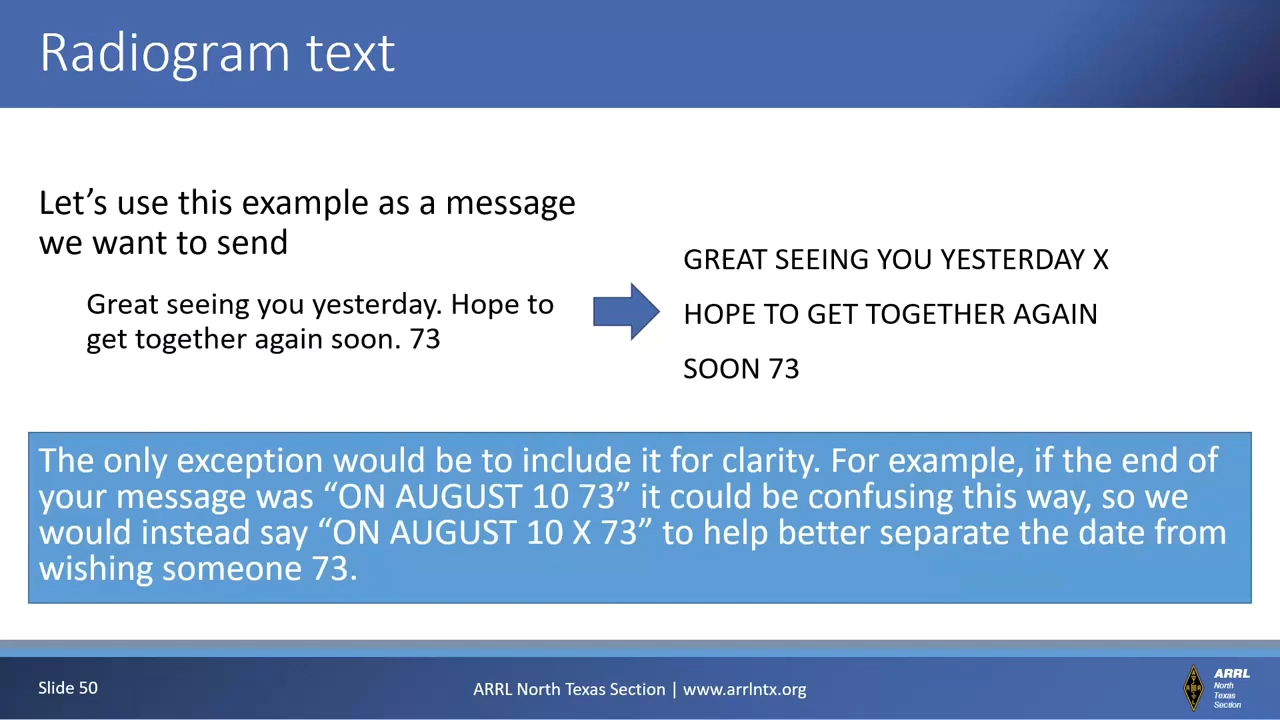 Radiogram text
Let’s use this example as a message
we want to send
Great seeing you yesterday. Hope to
get together again soon. 73
GREAT SEEING YOU YESTERDAY X
HOPE TO GET TOGETHER AGAIN
SOON 73
The only exception would be to include it for clarity. For example, if the end of
your message was “ON AUGUST 10 73” it could be confusing this way, so we
would instead say “ON AUGUST 10 X 73” to help better separate the date from
wishing someone 73.
Slide 50
ARRL North Texas Section | www.arrlntx.org
ARRL
North
Texas
Section